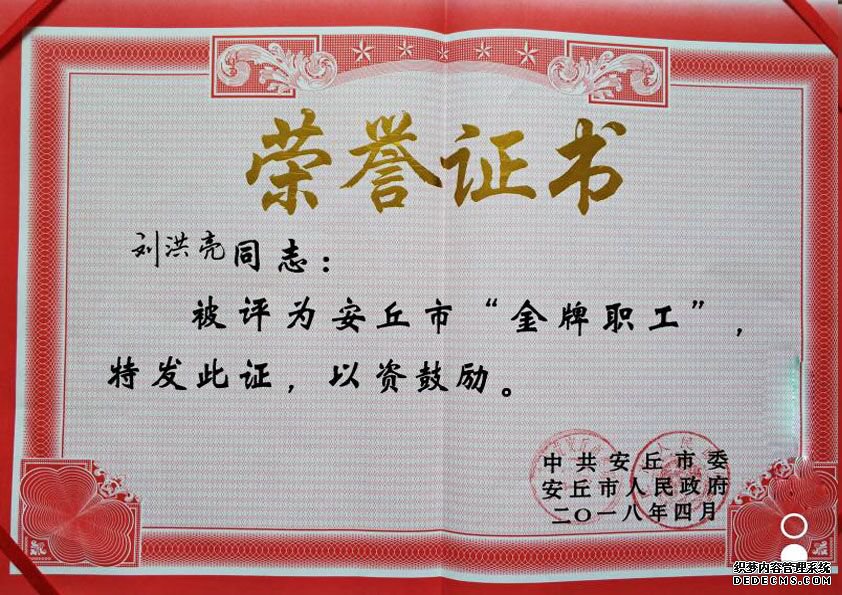 荣誉证书
刘洪亮同志：
被评为安丘市“金牌职工”，
特发此证，以资鼓励。
中共安丘市委
安丘市人民政府
二〇一八年四月
织梦内容管理系统
DEDECMS.COM